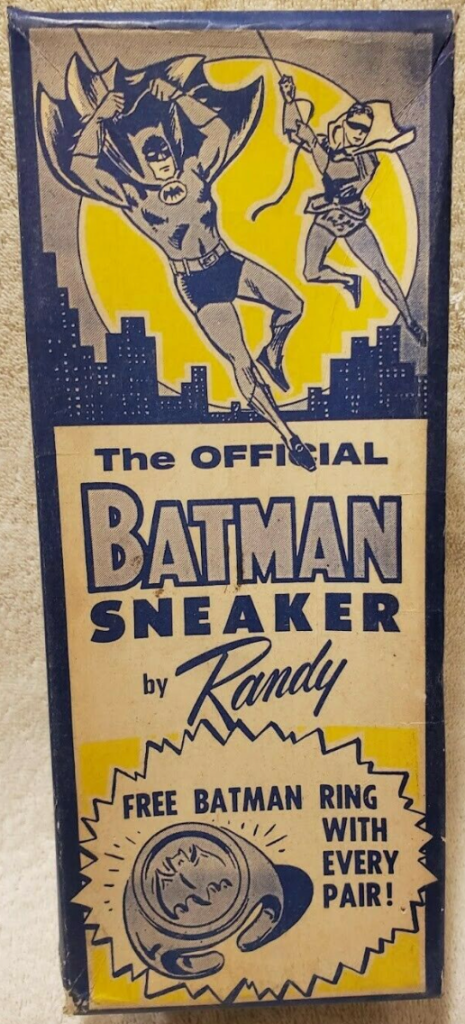 The OFFICIAL
BATMAN
SNEAKER
by Randy
FREE BATMAN RING
WITH
EVERY
PAIR!